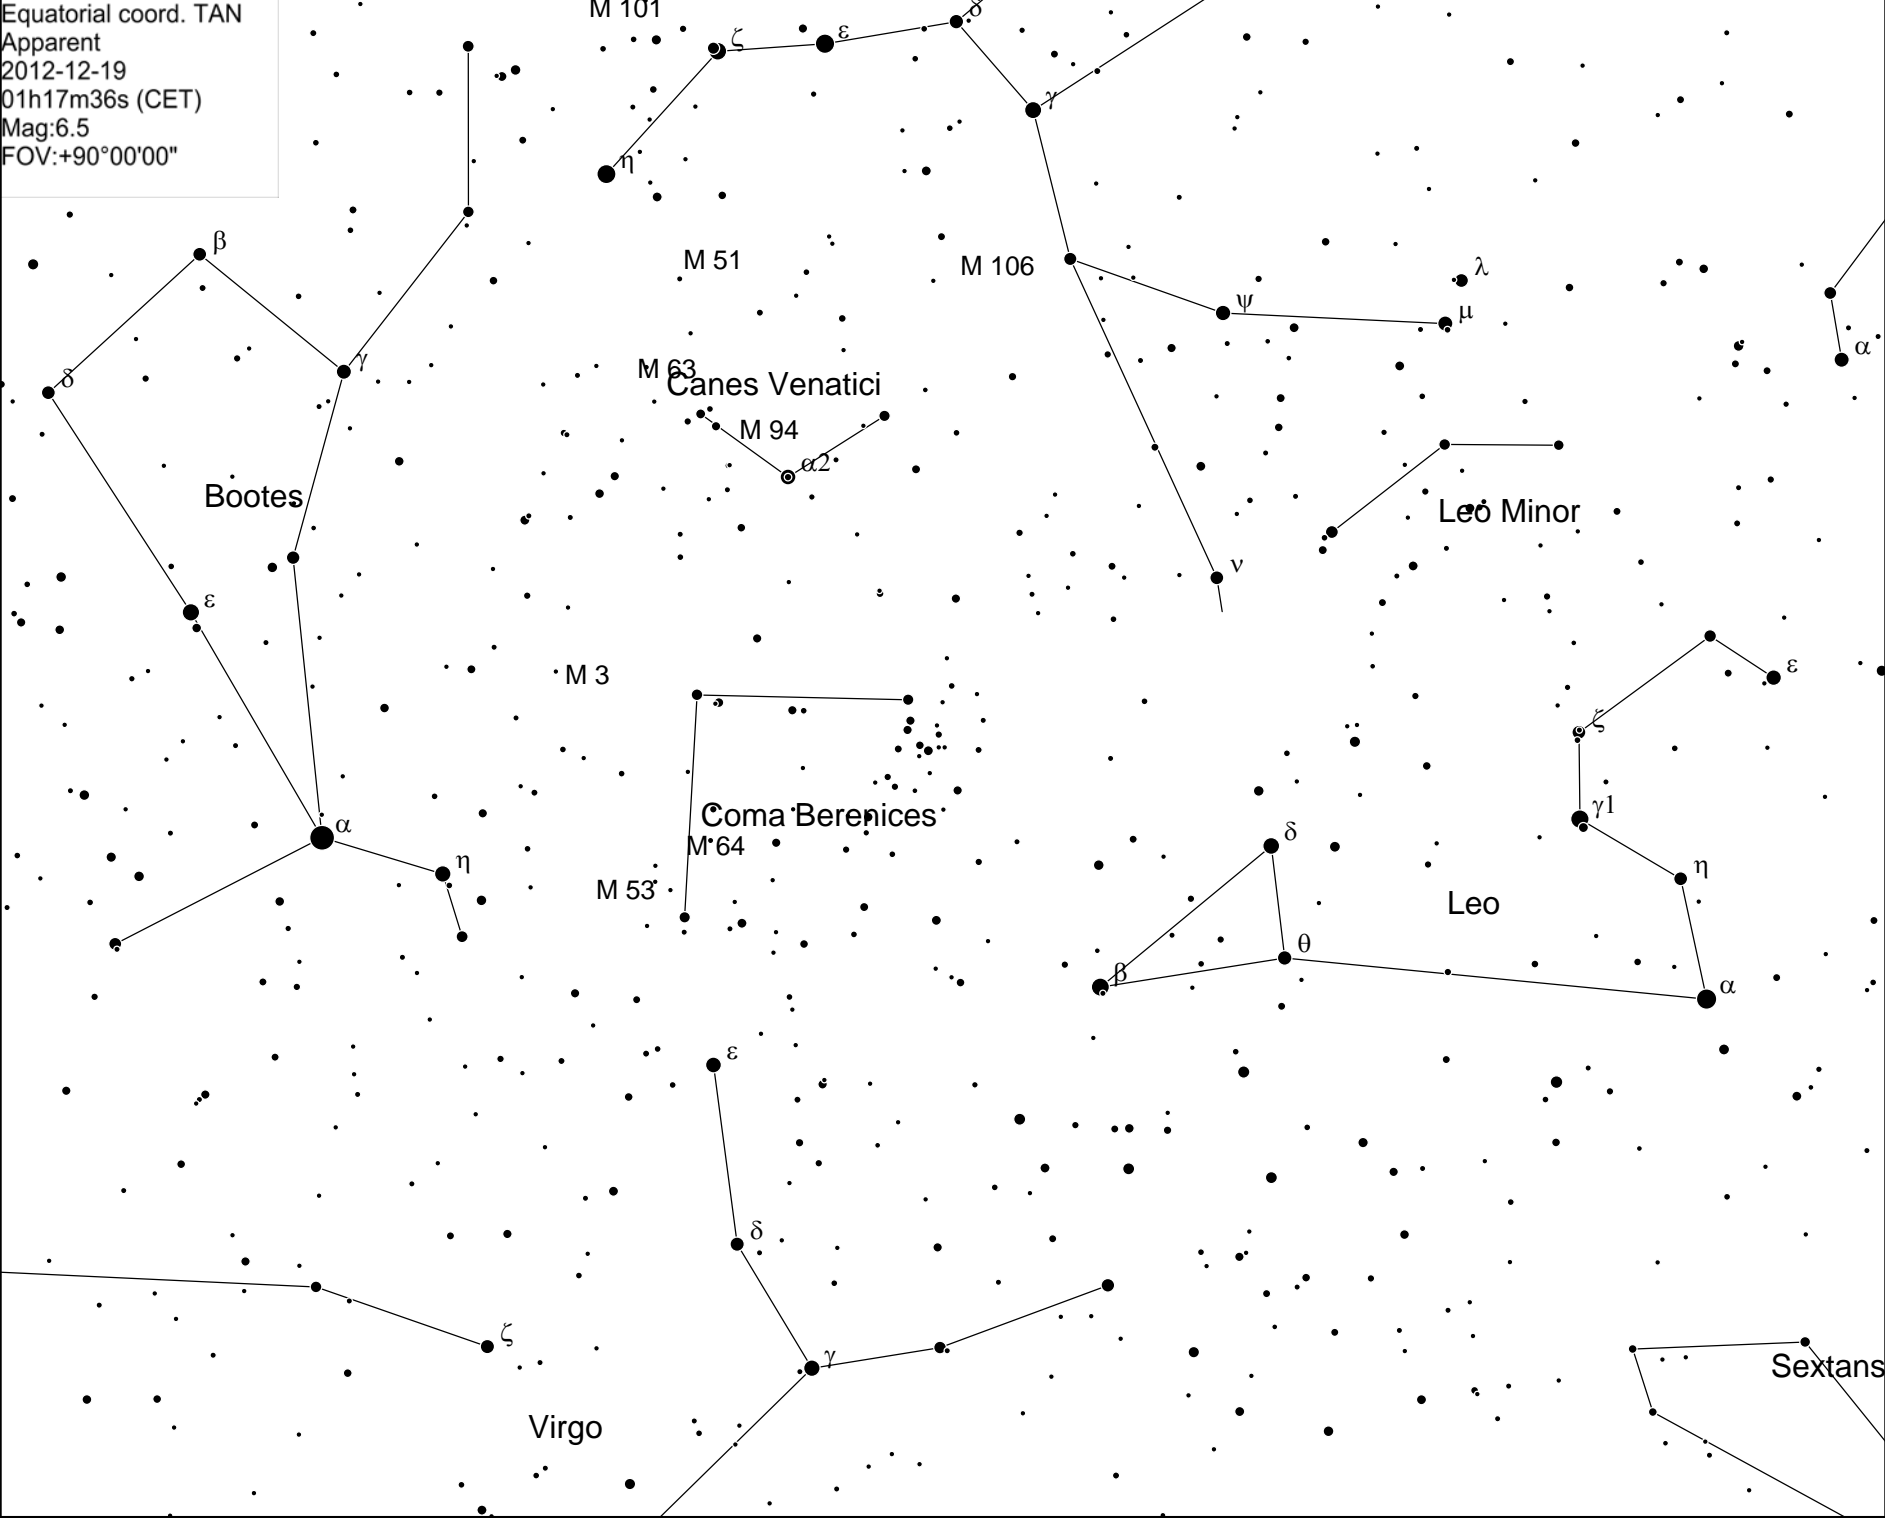 Equatorial coord. TAN
Apparent
2012-12-19
01h17m36s (CET)
Mag:6.5
FOV:+90°00'00"
M 101
δ
ζ
ε
γ
η
β
M 51
M 106
λ
ψ
μ
α
γ
δ
M 63
Canes Venatici
M 94
α2
Bootes
Leo Minor
ν
ε
M 3
ε
ζ
γ1
Coma Berenices
α
δ
M 64
η
η
M 53
Leo
θ
β
α
ε
δ
ζ
γ
Sextans
Virgo